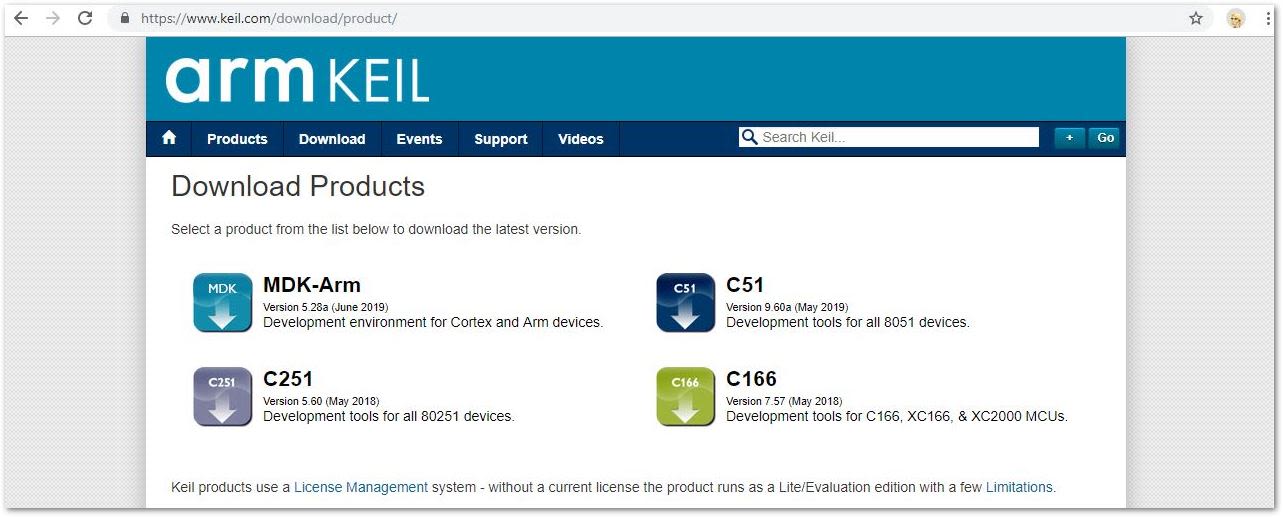 https://www.keil.com/download/product/
arm KEIL
Products Download Events Support Videos Search Keil... + Go
Download Products
Select a product from the list below to download the latest version.
MDK
MDK-Arm
Version 5.28a (June 2019)
Development environment for Cortex and Arm devices.
C51
C51
Version 9.60a (May 2019)
Development tools for all 8051 devices.
C251
C251
Version 5.60 (May 2018)
Development tools for all 80251 devices.
C166
C166
Version 7.57 (May 2018)
Development tools for C166, XC166, & XC2000 MCUs.
Keil products use a License Management system - without a current license the product runs as a Lite/Evaluation edition with a few Limitations.